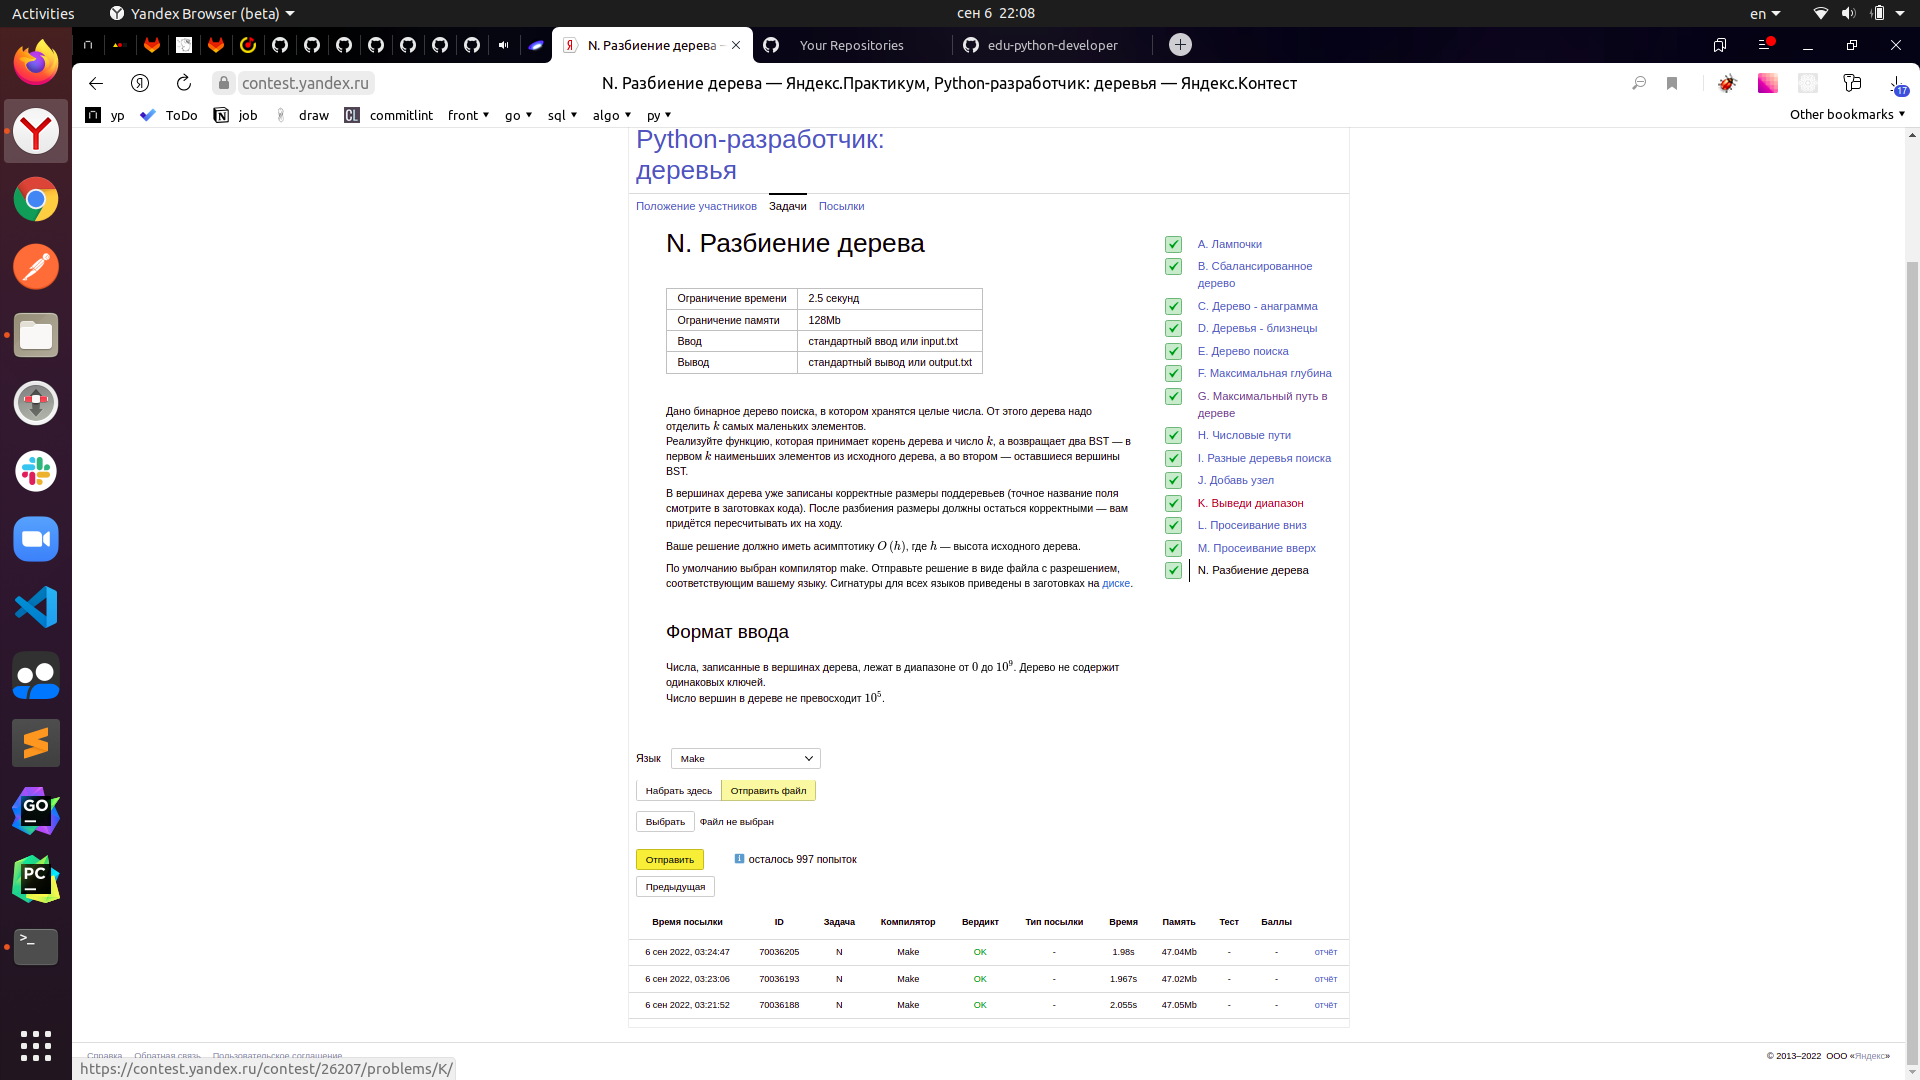 Activities
Yandex Browser (beta)
сен 6 22:08
en
N. Разбиение дерева
Your Repositories
edu-python-developer
contest.yandex.ru
N. Разбиение дерева — Яндекс.Практикум, Python-разработчик: деревья — Яндекс.Контест
17
yp
ToDo
job
draw
CL commitlint
front
go
sql
algo
py
Other bookmarks
Python-разработчик:
деревья
Положение участников Задачи Посылки
N. Разбиение дерева
Ограничение времени 2.5 секунд
Ограничение памяти 128Mb
Ввод стандартный ввод или input.txt
Вывод стандартный вывод или output.txt
Дано бинарное дерево поиска, в котором хранятся целые числа. От этого дерева надо
отделить k самых маленьких элементов.
Реализуйте функцию, которая принимает корень дерева и число k, а возвращает два BST — в
первом k наименьших элементов из исходного дерева, а во втором — оставшиеся вершины
BST.
В вершинах дерева уже записаны корректные размеры поддеревьев (точное название поля
смотрите в заготовках кода). После разбиения размеры должны остаться корректными — вам
придётся пересчитывать их на ходу.
Ваше решение должно иметь асимптотику O (h), где h — высота исходного дерева.
По умолчанию выбран компилятор make. Отправьте решение в виде файла с разрешением,
соответствующим вашему языку. Сигнатуры для всех языков приведены в заготовках на диске.
Формат ввода
Числа, записанные в вершинах дерева, лежат в диапазоне от 0 до 10⁹. Дерево не содержит
одинаковых ключей.
Число вершин в дереве не превосходит 10⁵.
A. Лампочки
B. Сбалансированное
дерево
C. Дерево - анаграмма
D. Деревья - близнецы
E. Дерево поиска
F. Максимальная глубина
G. Максимальный путь в
дереве
H. Числовые пути
I. Разные деревья поиска
J. Добавь узел
K. Выведи диапазон
L. Просеивание вниз
M. Просеивание вверх
N. Разбиение дерева
Язык Make
Набрать здесь Отправить файл
Выбрать Файл не выбран
Отправить осталось 997 попыток
Предыдущая
Время посылки ID Задача Компилятор Вердикт Тип посылки Время Память Тест Баллы
6 сен 2022, 03:24:47 70036205 N Make OK - 1.98s 47.04Mb - - отчёт
6 сен 2022, 03:23:06 70036193 N Make OK - 1.967s 47.02Mb - - отчёт
6 сен 2022, 03:21:52 70036188 N Make OK - 2.055s 47.05Mb - - отчёт
Справка Обратная связь Пользовательское соглашение
© 2013–2022 ООО «Яндекс»
https://contest.yandex.ru/contest/26207/problems/K/
GO
PC